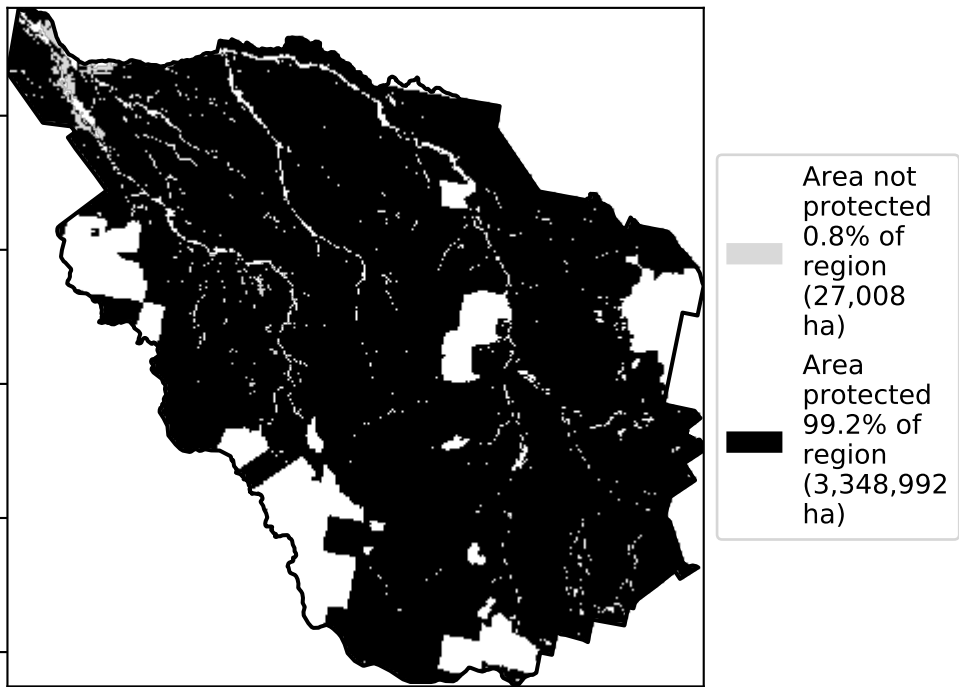 Area not
protected
0.8% of
region
(27,008
ha)
Area
protected
99.2% of
region
(3,348,992
ha)